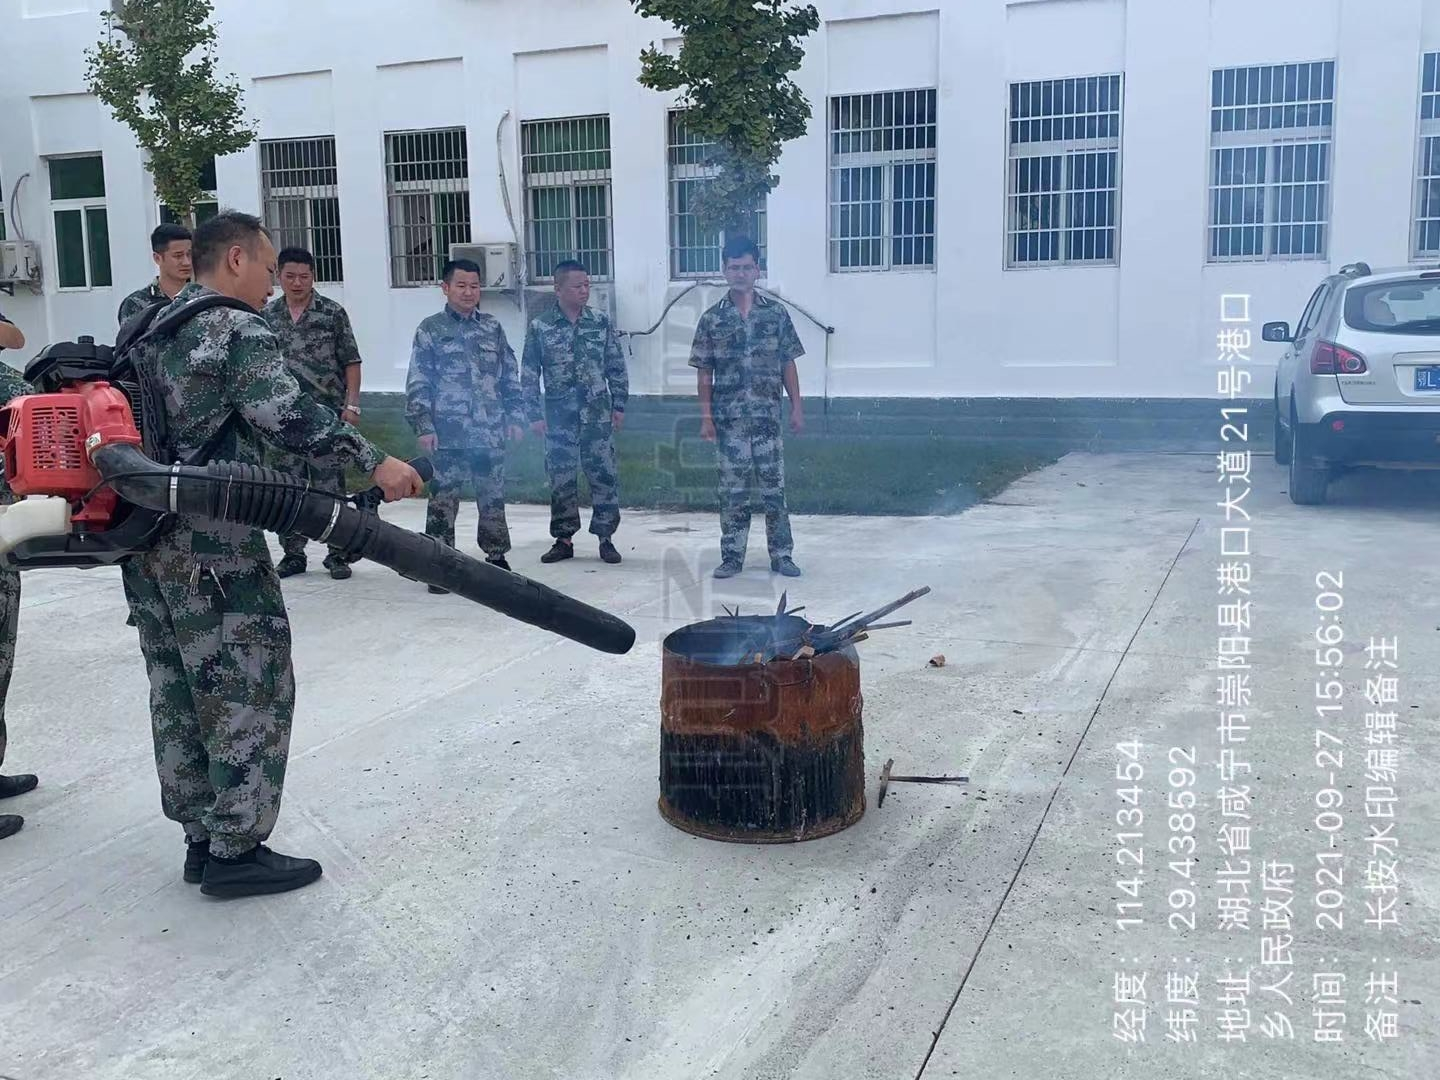 经度：114.213454
纬度：29.438592
地址：湖北省咸宁市崇阳县港口大道21号港口
乡人民政府
时间：2021-09-27 15:56:02
备注：长按水印编辑备注
鄂L